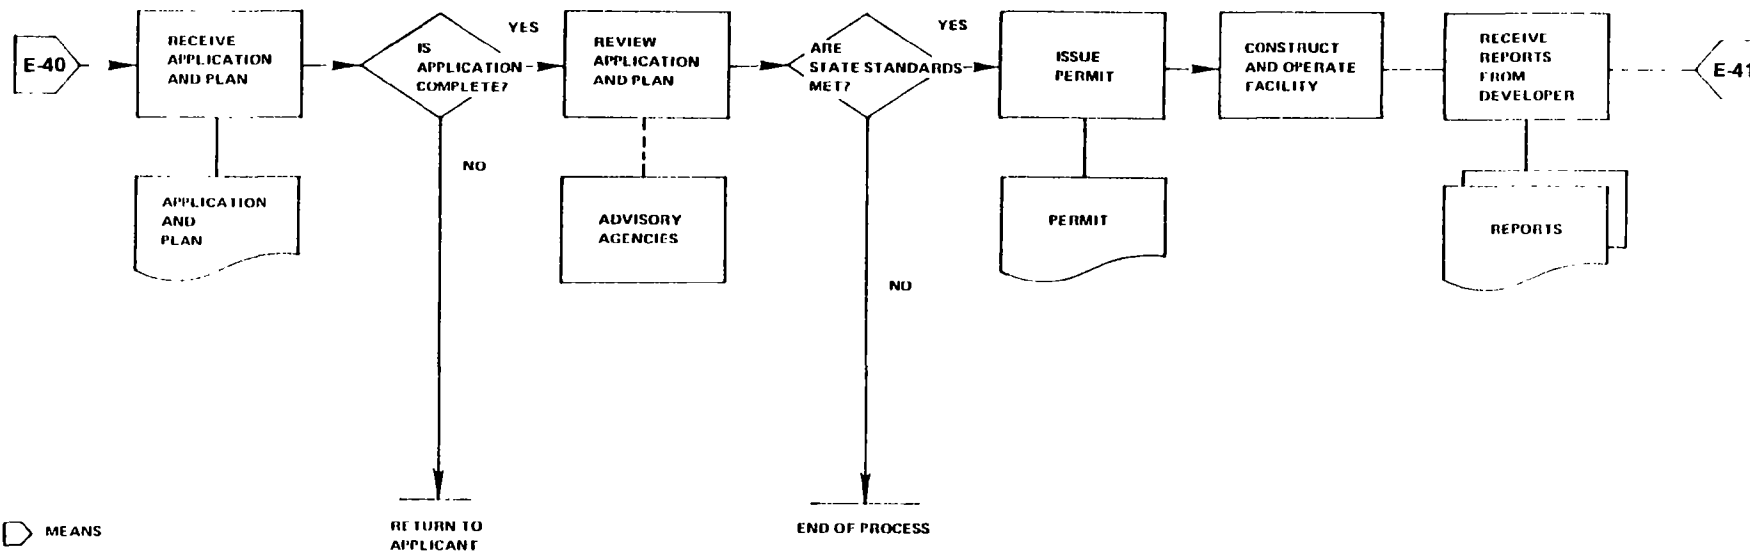 E-40
RECEIVE
APPLICATION
AND PLAN
IS
APPLICATION
COMPLETE?
YES
NO
REVIEW
APPLICATION
AND PLAN
ARE
STATE STANDARDS
MET?
YES
NO
ISSUE
PERMIT
CONSTRUCT
AND OPERATE
FACILITY
RECEIVE
REPORTS
FROM
DEVELOPER
E-41
APPLICATION
AND
PLAN
ADVISORY
AGENCIES
PERMIT
REPORTS
RETURN TO
APPLICANT
END OF PROCESS
MEANS